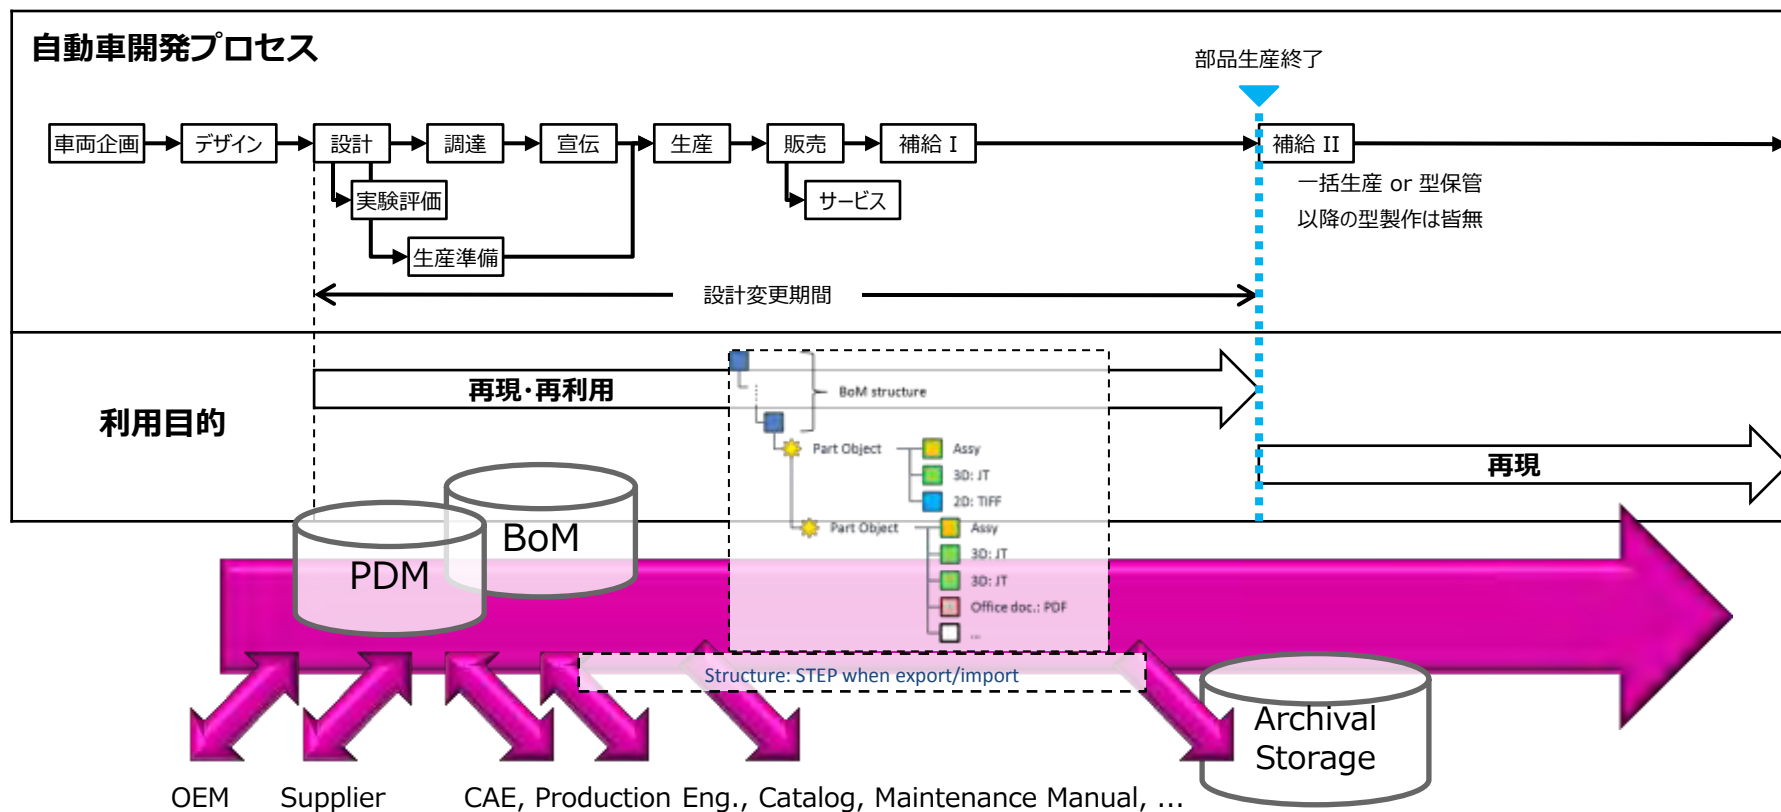 自動車開発プロセス
部品生産終了
車両企画
デザイン
設計
調達
宣伝
生産
販売
補給 I
補給 II
実験評価
サービス
生産準備
一括生産 or 型保管
以降の型製作は皆無
設計変更期間
利用目的
再現・再利用
再現
BoM structure
Part Object
Assy
3D: JT
2D: TIFF
Part Object
Assy
3D: JT
3D: JT
Office doc.: PDF
...
BoM
PDM
Structure: STEP when export/import
Archival
Storage
OEM
Supplier
CAE, Production Eng., Catalog, Maintenance Manual, ...